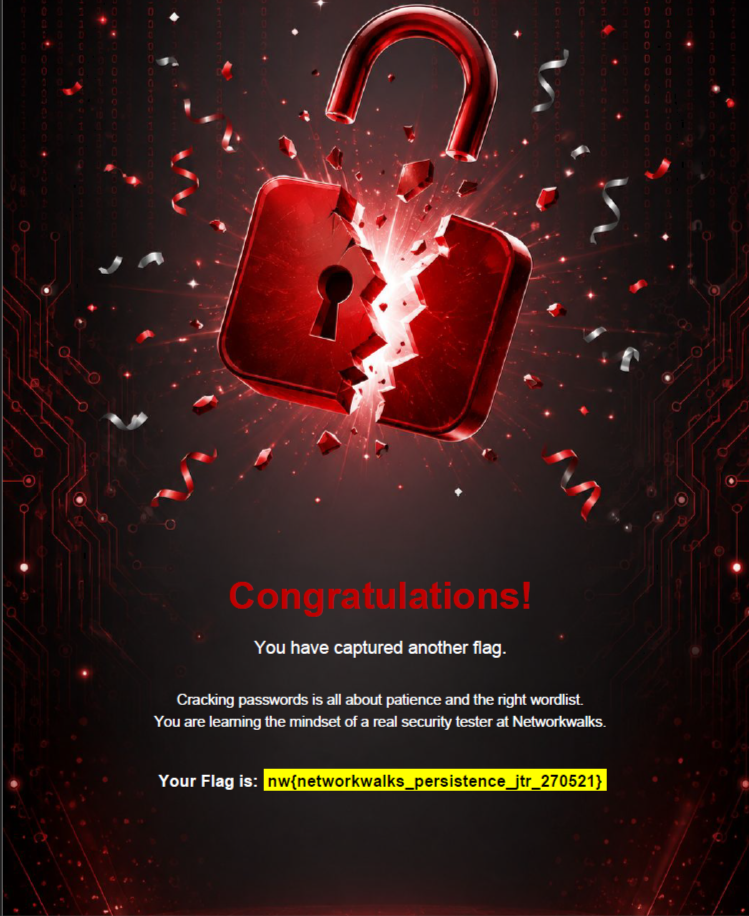 Congratulations!
You have captured another flag.
Cracking passwords is all about patience and the right wordlist.
You are learning the mindset of a real security tester at Networkwalks.
Your Flag is: nw{networkwalks_persistence_jtr_270521}